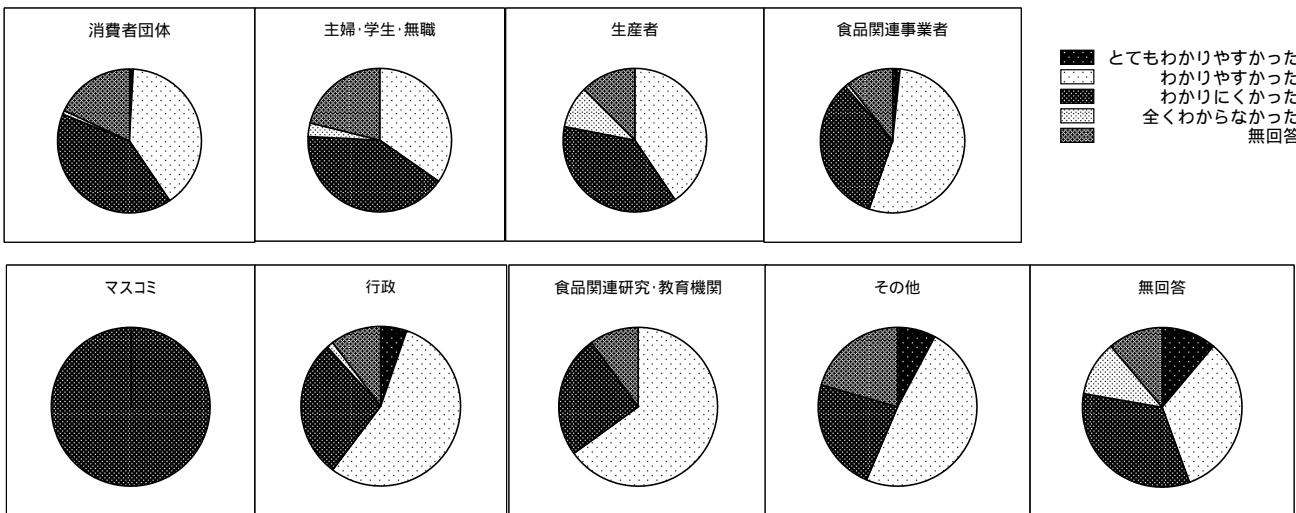 消費者団体
主婦･学生･無職
生産者
食品関連事業者
とてもわかりやすかった
わかりやすかった
わかりにくかった
全くわからなかった
無回答
マスコミ
行政
食品関連研究･教育機関
その他
無回答